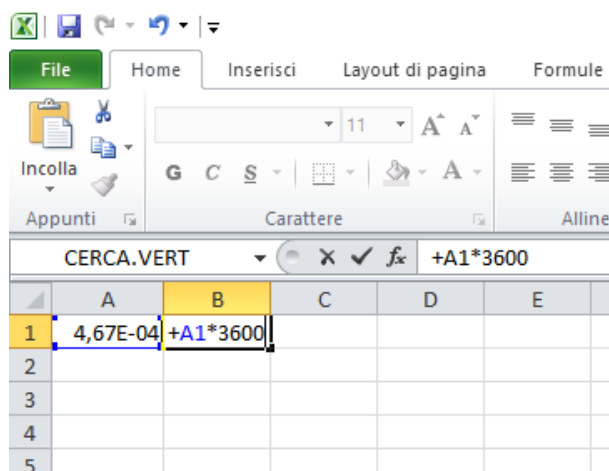 File Home Inserisci Layout di pagina Formule
11 A A
Incolla
G C S A
Appunti Carattere
CERCA.VERT fx +A1*3600
A B C D E
1 4,67E-04 +A1*3600
2
3
4
5